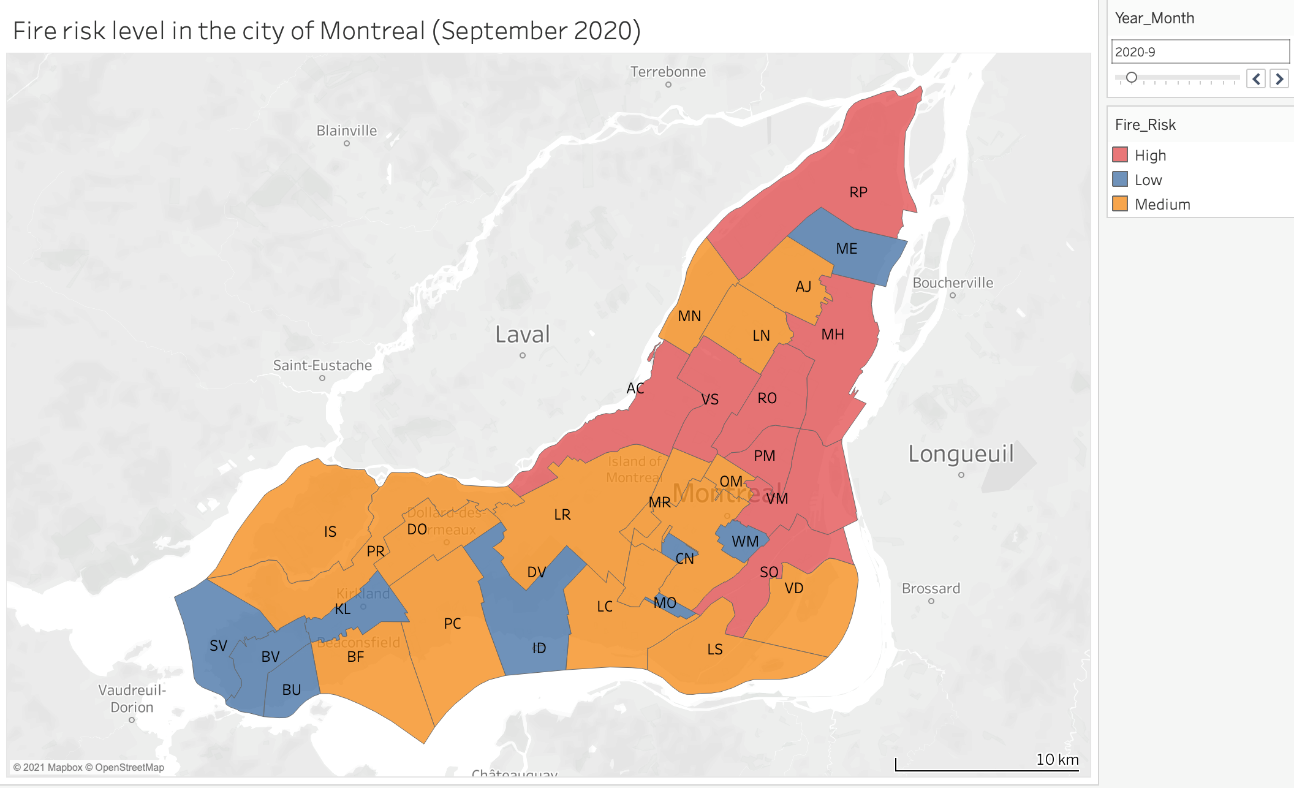 Fire risk level in the city of Montreal (September 2020)
Year_Month
2020-9
Fire_Risk
High
Low
Medium
Terrebonne
Blainville
RP
ME
Boucherville
AJ
MN
LN
MH
Laval
Saint-Eustache
AC
VS
RO
Longueuil
PM
Island of
Montreal
OM
Montreal
VM
MR
Dollard-des-
Ormeaux
LR
DO
IS
PR
WM
CN
DV
SO
VD
Brossard
Kirkland
KL
MO
LC
PC
SV
Beaconsfield
BV
BF
ID
LS
BU
Vaudreuil-
Dorion
10 km
© 2021 Mapbox © OpenStreetMap
Châteauguay